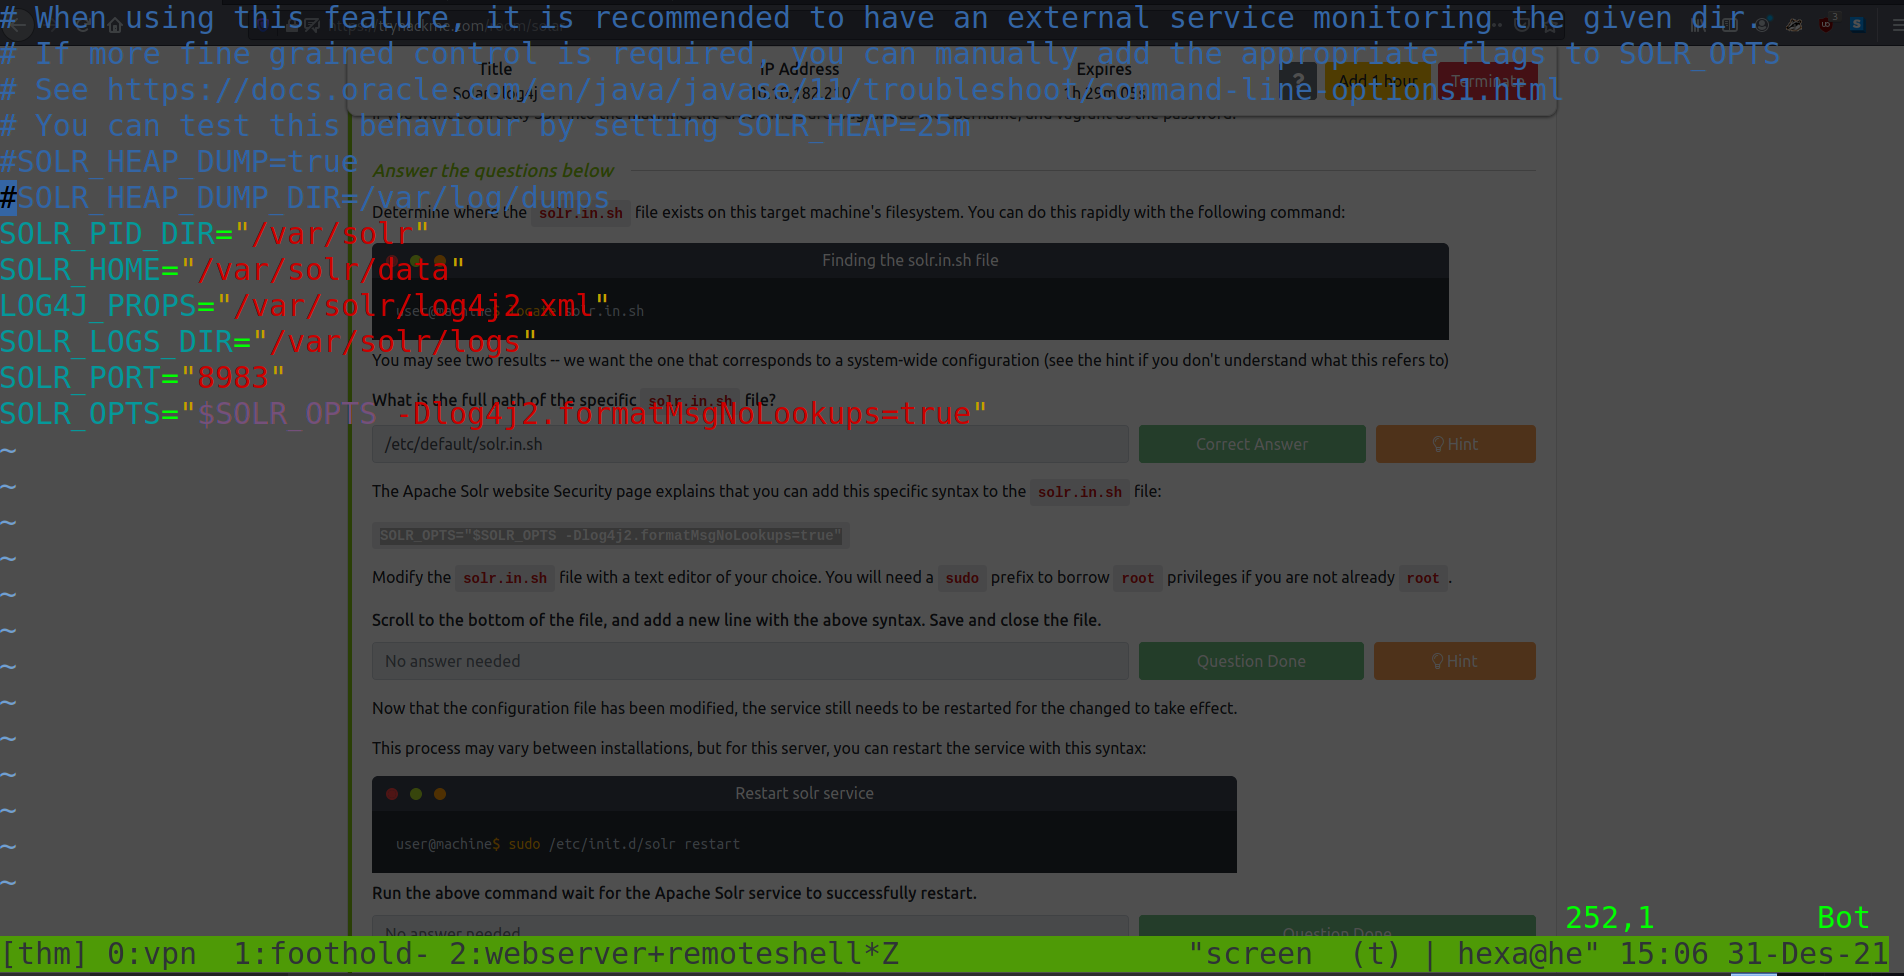 # When using this feature, it is recommended to have an external service monitoring the given dir.
# If more fine grained control is required, you can manually add the appropriate flags to SOLR_OPTS
# See https://docs.oracle.com/en/java/javase/11/troubleshoot/command-line-options1.html
# You can test this behaviour by setting SOLR_HEAP=25m
#SOLR_HEAP_DUMP=true
#SOLR_HEAP_DUMP_DIR=/var/log/dumps
SOLR_PID_DIR="/var/solr"
SOLR_HOME="/var/solr/data"
LOG4J_PROPS="/var/solr/log4j2.xml"
SOLR_LOGS_DIR="/var/solr/logs"
SOLR_PORT="8983"
SOLR_OPTS="$SOLR_OPTS -Dlog4j2.formatMsgNoLookups=true"
~
~
~
~
~
~
~
~
~
~
~
~
~
252,1 Bot
[thm] 0:vpn 1:foothold- 2:webserver+remoteshell*Z "screen (t) | hexa@he" 15:06 31-Des-21
Title IP Address Expires
Solar - log4j 10.10.182.210 1h 29m
? Add 1 hour Terminate
Answer the questions below
Determine where the solr.in.sh file exists on this target machine's filesystem. You can do this rapidly with the following command:
Finding the solr.in.sh file
user@machine$ locate solr.in.sh
You may see two results -- we want the one that corresponds to a system-wide configuration (see the hint if you don't understand what this refers to)
What is the full path of the specific solr.in.sh file?
/etc/default/solr.in.sh Correct Answer Hint
The Apache Solr website Security page explains that you can add this specific syntax to the solr.in.sh file:
SOLR_OPTS="$SOLR_OPTS -Dlog4j2.formatMsgNoLookups=true"
Modify the solr.in.sh file with a text editor of your choice. You will need a sudo prefix to borrow root privileges if you are not already root .
Scroll to the bottom of the file, and add a new line with the above syntax. Save and close the file.
No answer needed Question Done Hint
Now that the configuration file has been modified, the service still needs to be restarted for the changed to take effect.
This process may vary between installations, but for this server, you can restart the service with this syntax:
Restart solr service
user@machine$ sudo /etc/init.d/solr restart
Run the above command wait for the Apache Solr service to successfully restart.
No answer needed Question Done